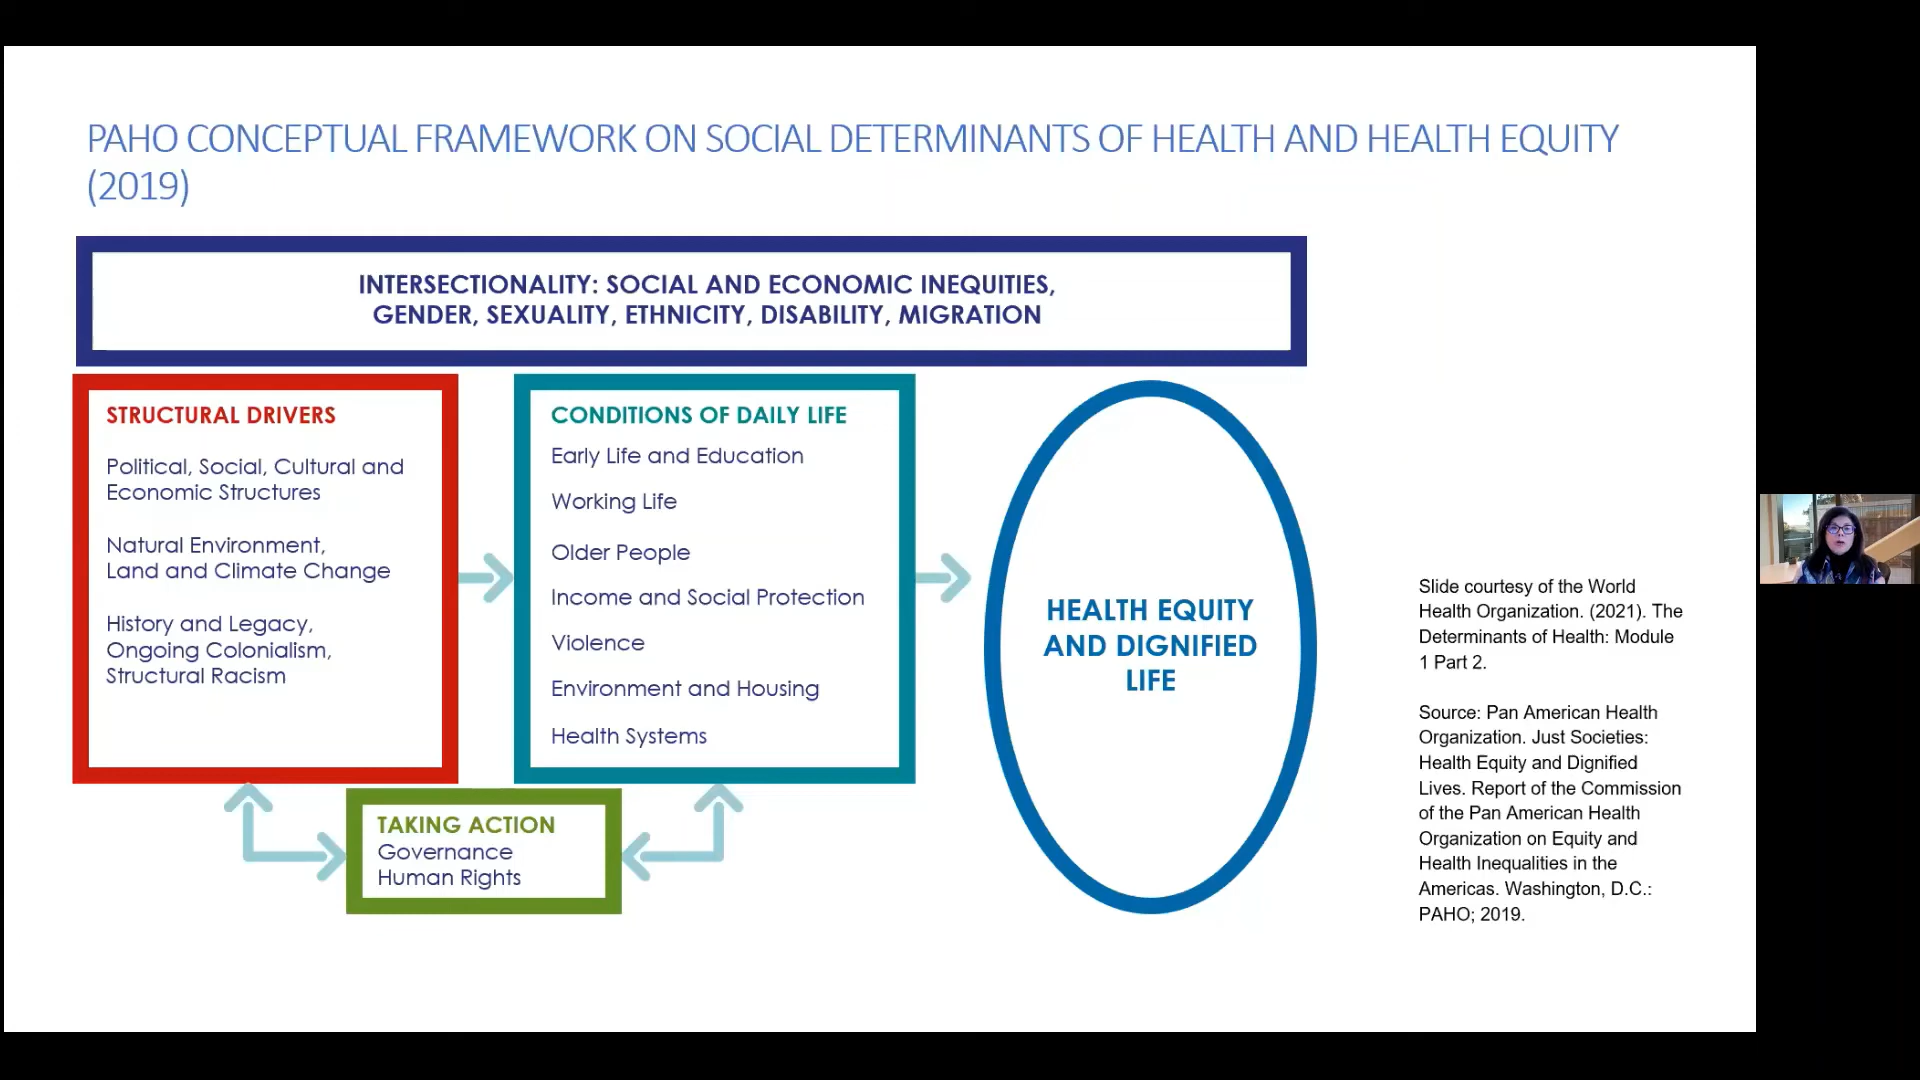 PAHO CONCEPTUAL FRAMEWORK ON SOCIAL DETERMINANTS OF HEALTH AND HEALTH EQUITY
(2019)
INTERSECTIONALITY: SOCIAL AND ECONOMIC INEQUITIES,
GENDER, SEXUALITY, ETHNICITY, DISABILITY, MIGRATION
STRUCTURAL DRIVERS
Political, Social, Cultural and
Economic Structures
Natural Environment,
Land and Climate Change
History and Legacy,
Ongoing Colonialism,
Structural Racism
CONDITIONS OF DAILY LIFE
Early Life and Education
Working Life
Older People
Income and Social Protection
Violence
Environment and Housing
Health Systems
TAKING ACTION
Governance
Human Rights
HEALTH EQUITY
AND DIGNIFIED
LIFE
Slide courtesy of the World
Health Organization. (2021). The
Determinants of Health: Module
1 Part 2.
Source: Pan American Health
Organization. Just Societies:
Health Equity and Dignified
Lives. Report of the Commission
of the Pan American Health
Organization on Equity and
Health Inequalities in the
Americas. Washington, D.C.:
PAHO; 2019.